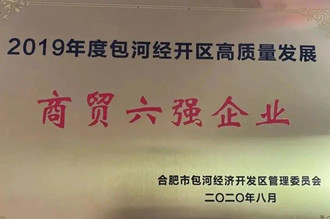 2019年度包河经开区高质量发展
商贸六强企业
合肥市包河经济开发区管理委员会
二〇二〇年八月